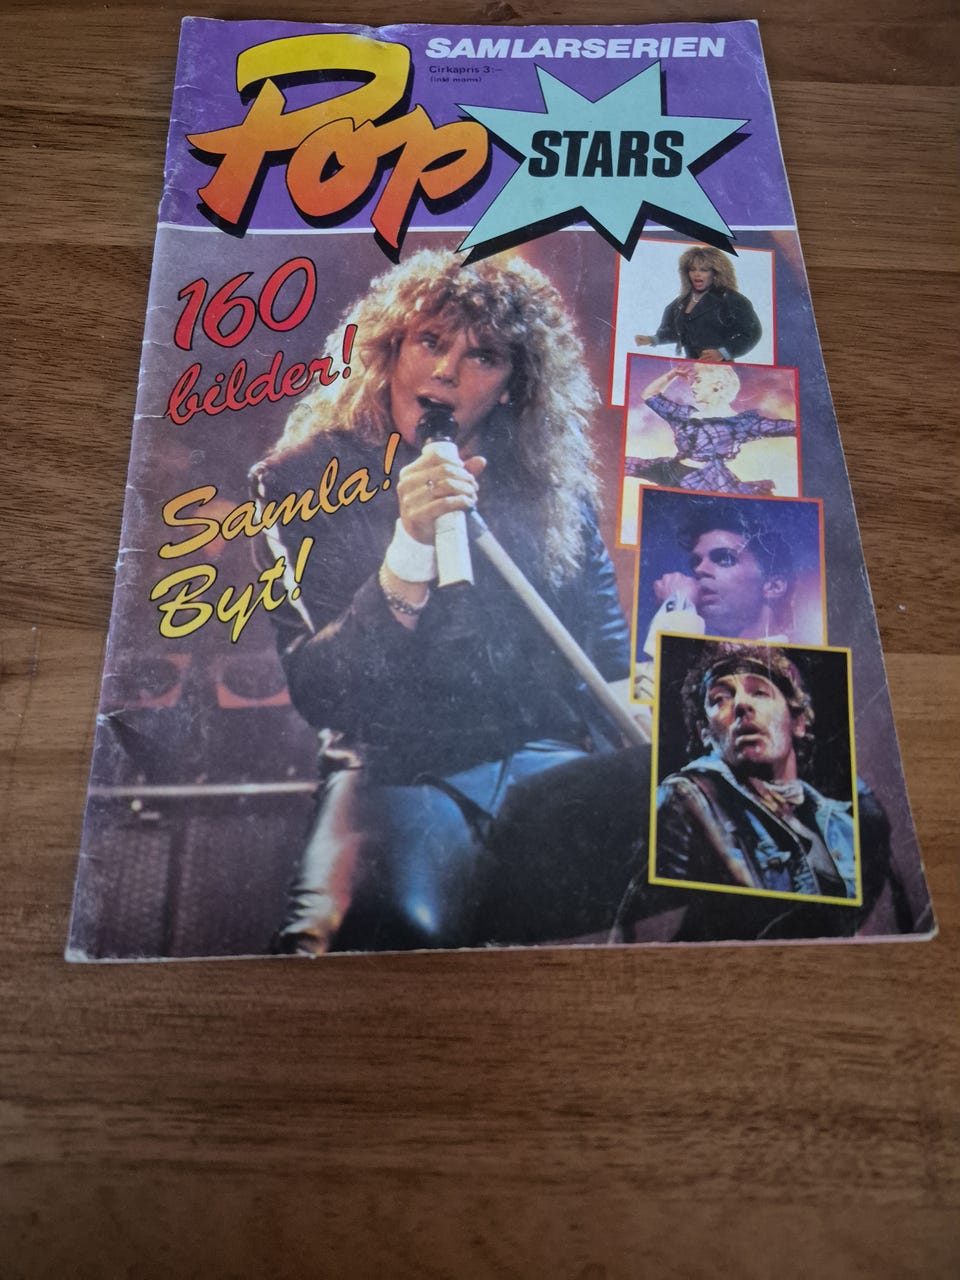 SAMLARSERIEN
Cirkapris 3:—
(inkl moms)
Pop
STARS
160
bilder!
Samla!
Byt!